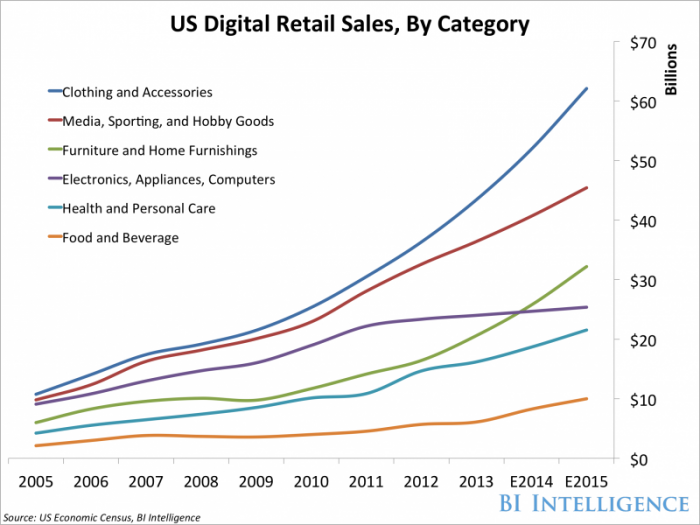 US Digital Retail Sales, By Category
$70
Billions
Clothing and Accessories
$60
Media, Sporting, and Hobby Goods
Furniture and Home Furnishings
$50
Electronics, Appliances, Computers
Health and Personal Care
$40
Food and Beverage
$30
$20
$10
$0
2005 2006 2007 2008 2009 2010 2011 2012 2013 E2014 E2015
BI INTELLIGENCE
Source: US Economic Census, BI Intelligence